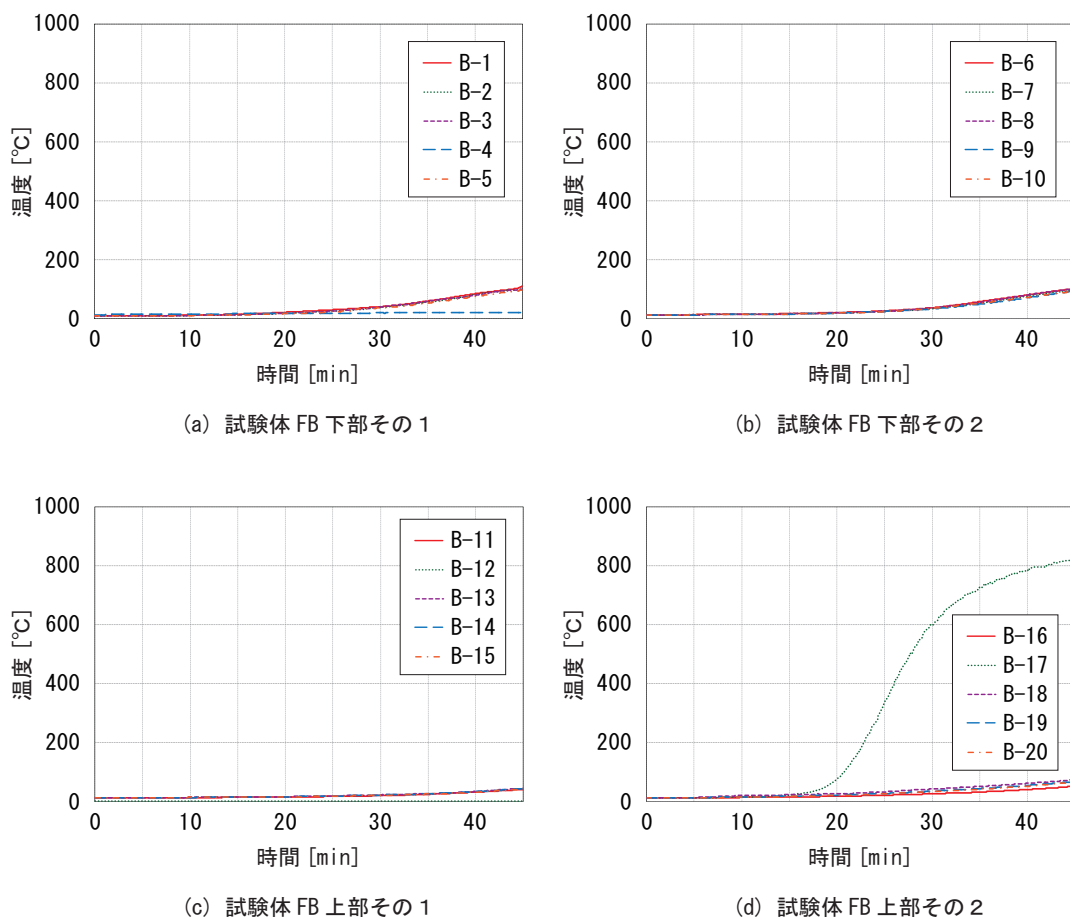 1000
800
600
400
200
0
温度 [℃]
B-1
B-2
B-3
B-4
B-5
0 10 20 30 40
時間 [min]
(a) 試験体 FB 下部その１
1000
800
600
400
200
0
温度 [℃]
B-6
B-7
B-8
B-9
B-10
0 10 20 30 40
時間 [min]
(b) 試験体 FB 下部その２
1000
800
600
400
200
0
温度 [℃]
B-11
B-12
B-13
B-14
B-15
0 10 20 30 40
時間 [min]
(c) 試験体 FB 上部その１
1000
800
600
400
200
0
温度 [℃]
B-16
B-17
B-18
B-19
B-20
0 10 20 30 40
時間 [min]
(d) 試験体 FB 上部その２